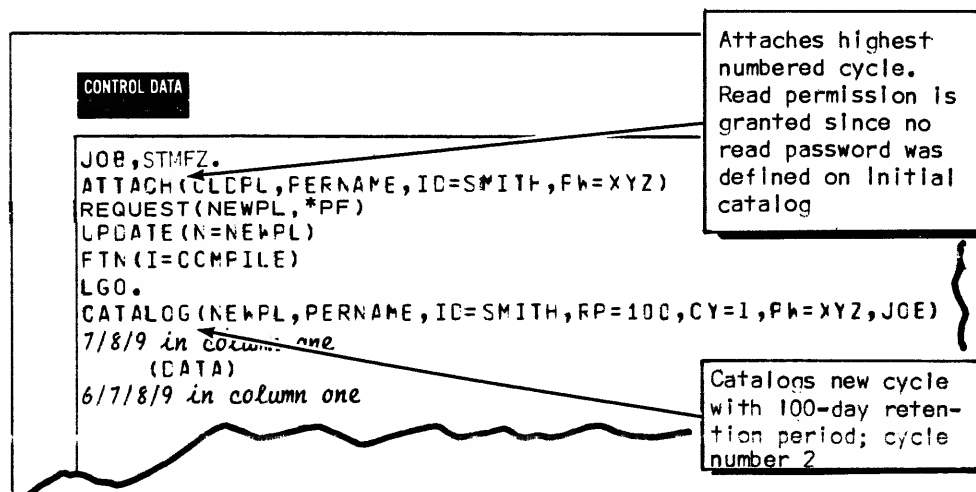 Attaches highest
numbered cycle.
Read permission is
granted since no
read password was
defined on initial
catalog
CONTROL DATA
JOB,STMFZ.
ATTACH(OLDPL,PERNAME,ID=SMITH,PW=XYZ)
REQUEST(NEWPL,*PF)
UPDATE(N=NEWPL)
FTN(I=COMPILE)
LGO.
CATALOG(NEWPL,PERNAME,ID=SMITH,RP=100,CY=1,PW=XYZ,JOE)
7/8/9 in column one
(DATA)
6/7/8/9 in column one
Catalogs new cycle
with 100-day reten-
tion period; cycle
number 2